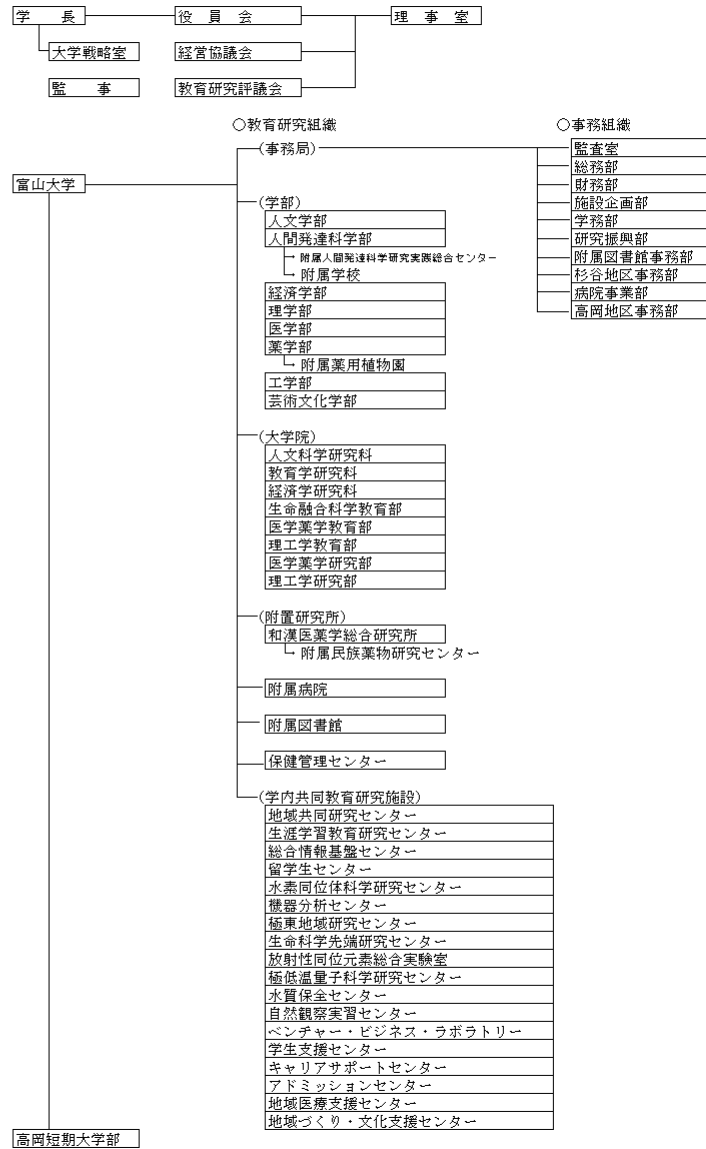 学　長　役　員　会　理　事　室
大学戦略室　経営協議会
監　事　教育研究評議会
○教育研究組織　○事務組織
(事務局)　監査室
総務部
富山大学　財務部
(学部)　施設企画部
人文学部　学務部
人間発達科学部　研究振興部
附属人間発達科学研究実践総合センター　附属図書館事務部
附属学校　杉谷地区事務部
経済学部　病院事業部
理学部　高岡地区事務部
医学部
薬学部
附属薬用植物園
工学部
芸術文化学部
(大学院)
人文科学研究科
教育学研究科
経済学研究科
生命融合科学教育部
医学薬学教育部
理工学教育部
医学薬学研究部
理工学研究部
(附置研究所)
和漢医薬学総合研究所
附属民族薬物研究センター
附属病院
附属図書館
保健管理センター
(学内共同教育研究施設)
地域共同研究センター
生涯学習教育研究センター
総合情報基盤センター
留学生センター
水素同位体科学研究センター
機器分析センター
極東地域研究センター
生命科学先端研究センター
放射性同位元素総合実験室
極低温量子科学研究センター
水質保全センター
自然観察実習センター
ベンチャー・ビジネス・ラボラトリー
学生支援センター
キャリアサポートセンター
アドミッションセンター
地域医療支援センター
地域づくり・文化支援センター
高岡短期大学部